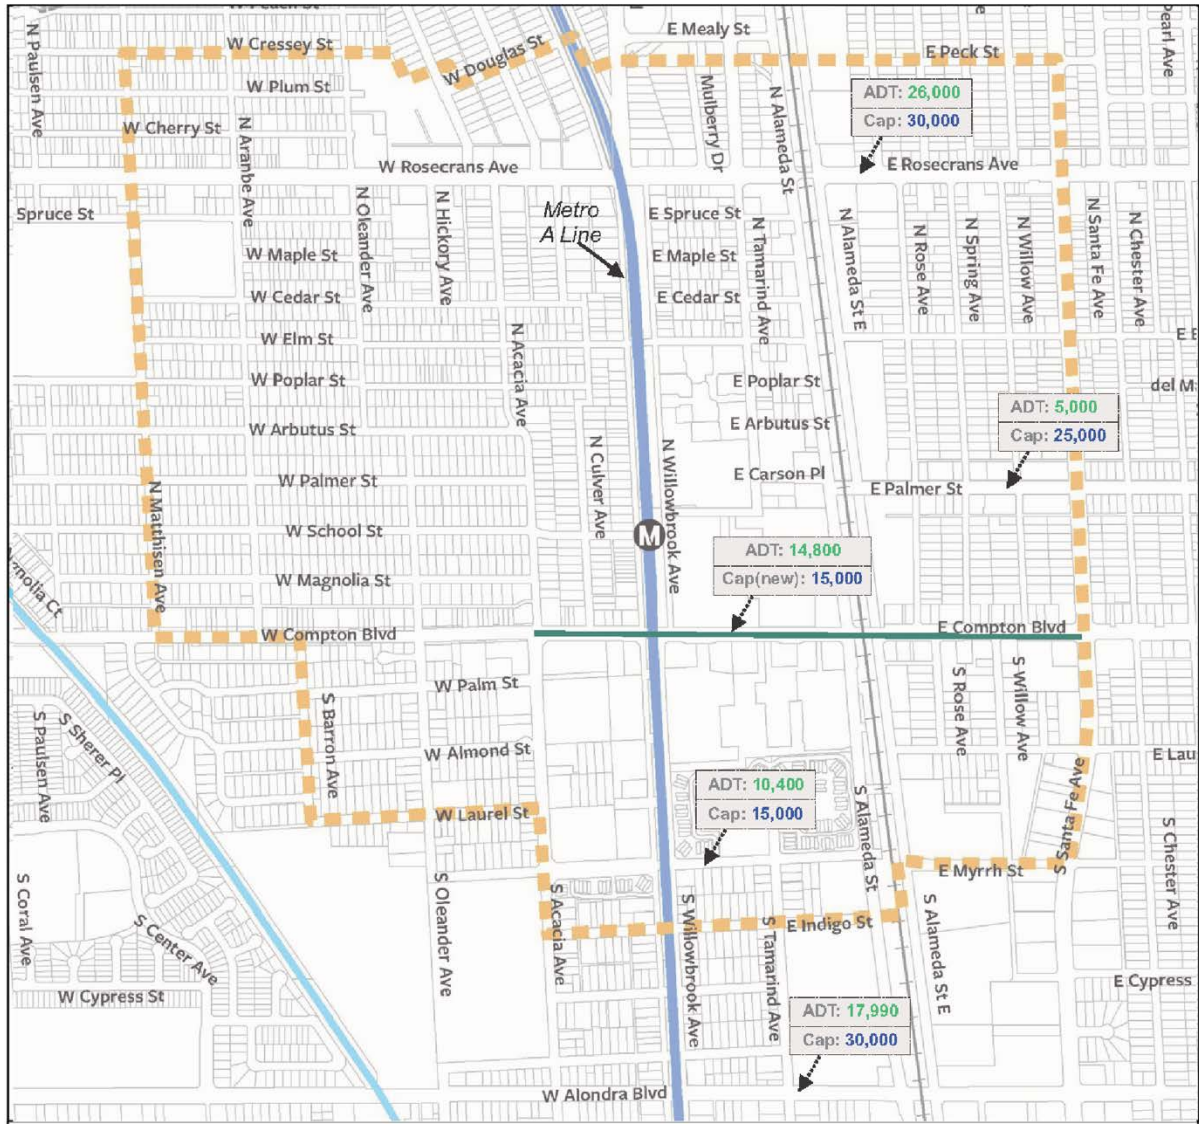 W Peach St
Pearl Ave
N Paulsen Ave
W Cressey St
W Douglas St
E Mealy St
E Peck St
W Plum St
Mulberry Dr
N Alameda St
ADT: 26,000
Cap: 30,000
W Cherry St
N Aranbe Ave
W Rosecrans Ave
E Rosecrans Ave
Spruce St
N Oleander Ave
N Hickory Ave
Metro
A Line
E Spruce St
N Tamarind Ave
N Alameda St E
N Rose Ave
N Spring Ave
N Willow Ave
N Santa Fe Ave
N Chester Ave
W Maple St
E Maple St
W Cedar St
E Cedar St
W Elm St
N Acacia Ave
E E
W Poplar St
E Poplar St
del M
ADT: 5,000
Cap: 25,000
W Arbutus St
E Arbutus St
N Culver Ave
N Willowbrook Ave
W Palmer St
E Carson Pl
E Palmer St
N Matthisen Ave
W School St
M
ADT: 14,800
Cap(new): 15,000
gnolia Ct
W Magnolia St
W Compton Blvd
E Compton Blvd
W Palm St
S Rose Ave
S Willow Ave
S Paulsen Ave
S Sherer Pl
S Barron Ave
W Almond St
E Lau
ADT: 10,400
Cap: 15,000
S Alameda St
S Santa Fe Ave
W Laurel St
S Chester Ave
S Coral Ave
S Oleander Ave
S Acacia Ave
E Myrrh St
S Center Ave
S Willowbrook Ave
S Tamarind Ave
E Indigo St
S Alameda St E
W Cypress St
E Cypress
ADT: 17,990
Cap: 30,000
W Alondra Blvd